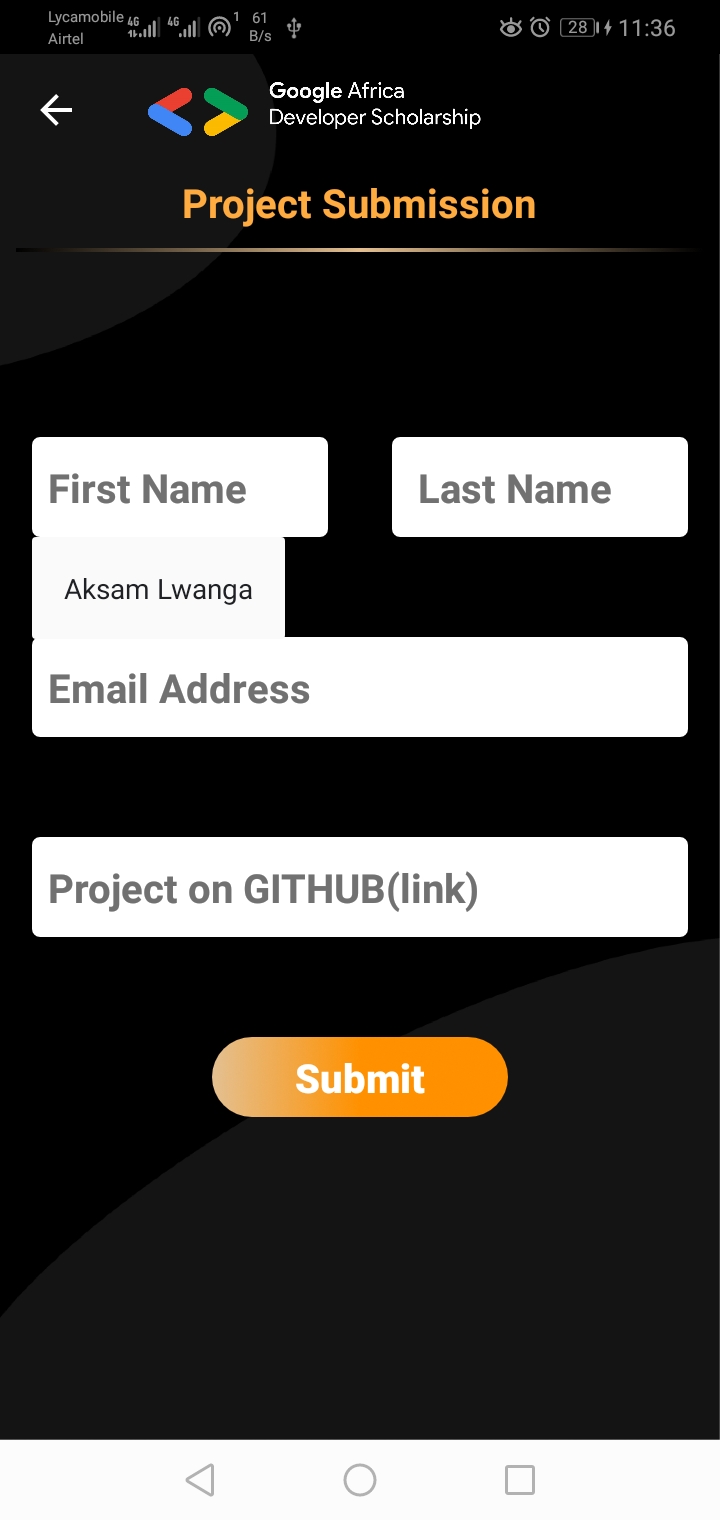 Lycamobile 4G 4G 1 61 28 11:36
Airtel B/s
Google Africa
Developer Scholarship
Project Submission
First Name Last Name
Aksam Lwanga
Email Address
Project on GITHUB(link)
Submit